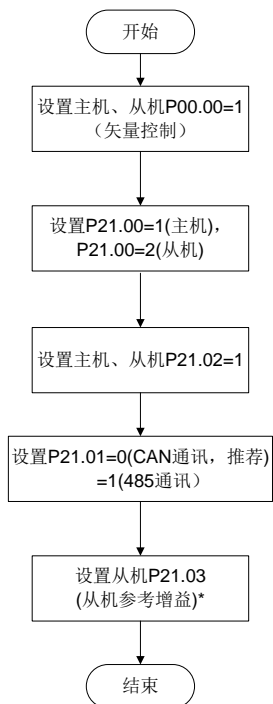 开始
设置主机、从机P00.00=1
（矢量控制）
设置P21.00=1(主机)，
P21.00=2(从机)
设置主机、从机P21.02=1
设置P21.01=0(CAN通讯，推荐)
=1(485通讯）
设置从机P21.03
(从机参考增益)*
结束